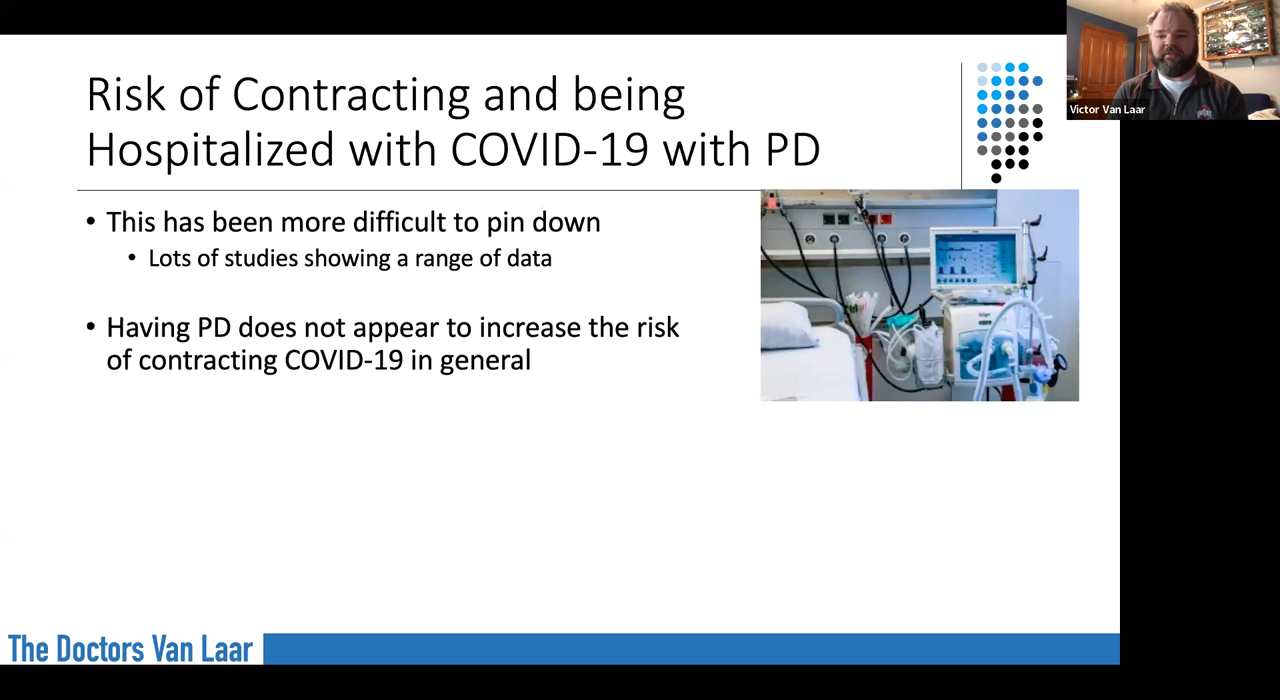 Risk of Contracting and being
Hospitalized with COVID-19 with PD
Victor Van Laar
• This has been more difficult to pin down
• Lots of studies showing a range of data
• Having PD does not appear to increase the risk
of contracting COVID-19 in general
The Doctors Van Laar